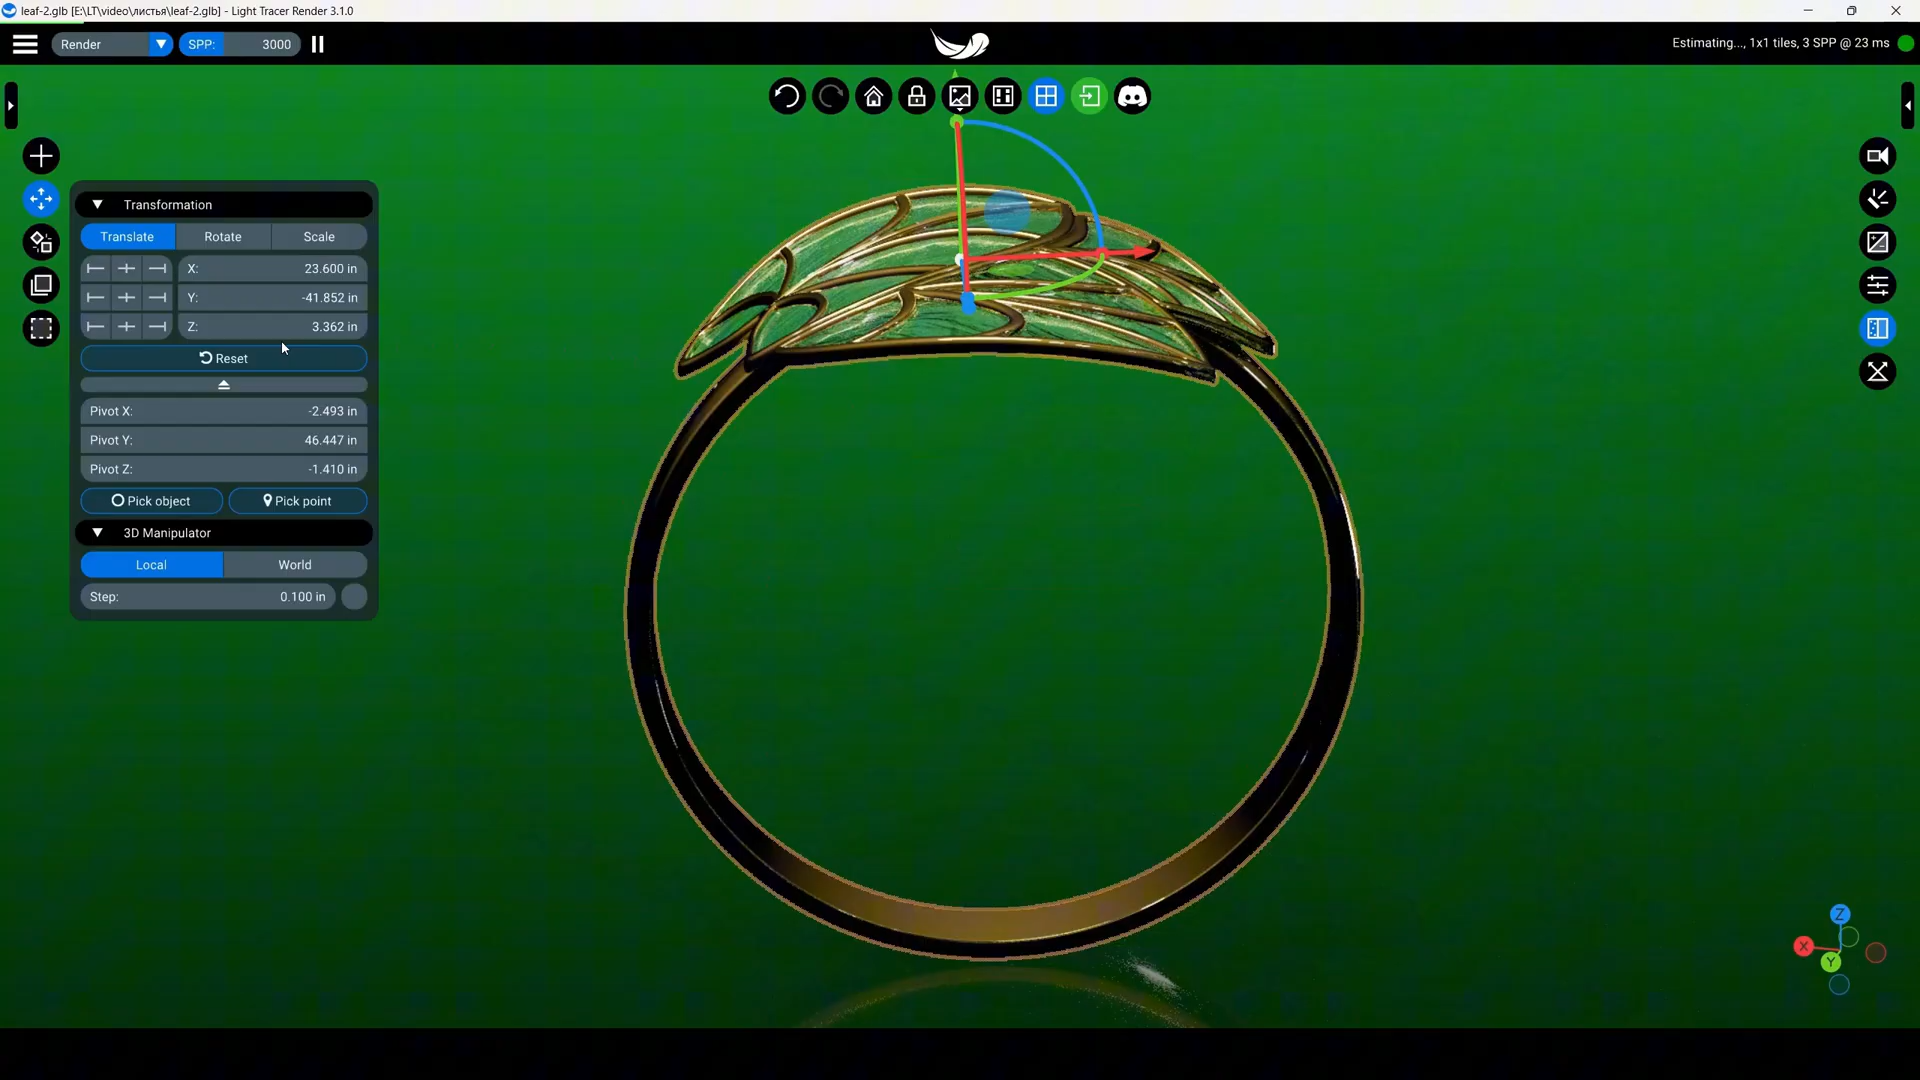 leaf-2.glb [E:\LT\video\листья\leaf-2.glb] - Light Tracer Render 3.1.0
Render
SPP: 3000
Estimating..., 1x1 tiles, 3 SPP @ 23 ms
Transformation
Translate Rotate Scale
X: 23.600 in
Y: -41.852 in
Z: 3.362 in
Reset
Pivot X: -2.493 in
Pivot Y: 46.447 in
Pivot Z: -1.410 in
Pick object Pick point
3D Manipulator
Local World
Step: 0.100 in
Z
X
Y